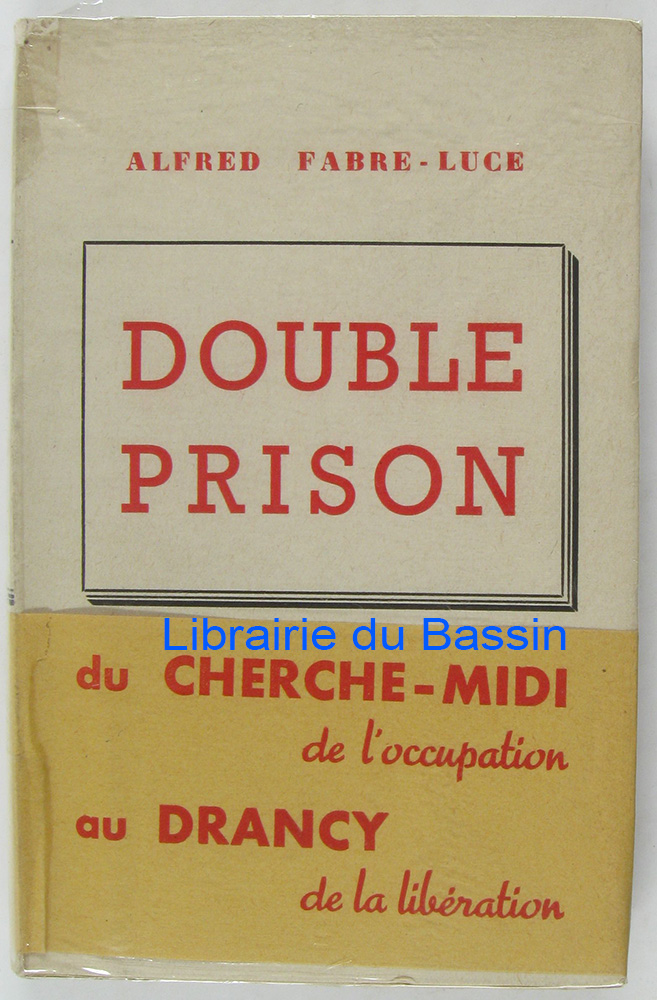 ALFRED FABRE-LUCE
DOUBLE
PRISON
Librairie du Bassin
du CHERCHE-MIDI
de l'occupation
au DRANCY
de la libération